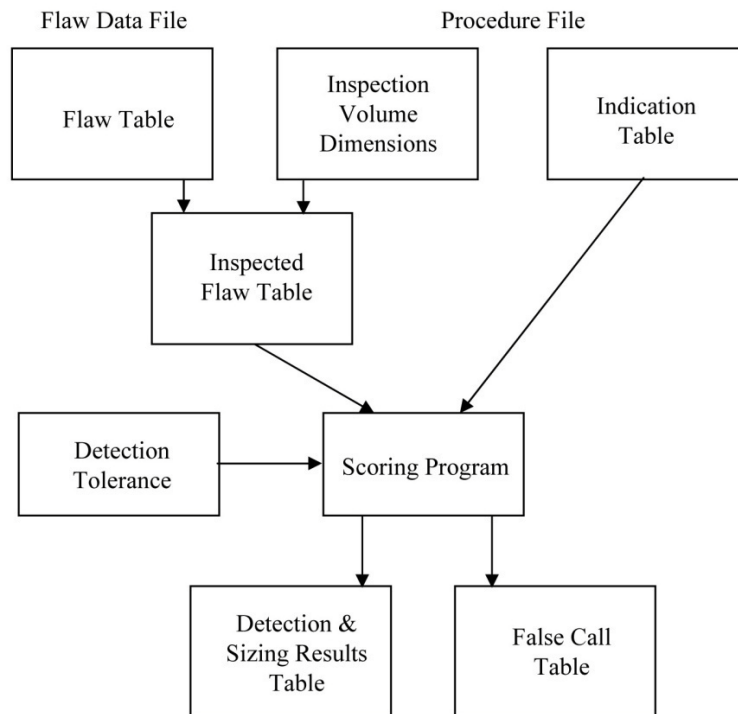 Flaw Data File
Procedure File
Flaw Table
Inspection
Volume
Dimensions
Indication
Table
Inspected
Flaw Table
Detection
Tolerance
Scoring Program
Detection &
Sizing Results
Table
False Call
Table